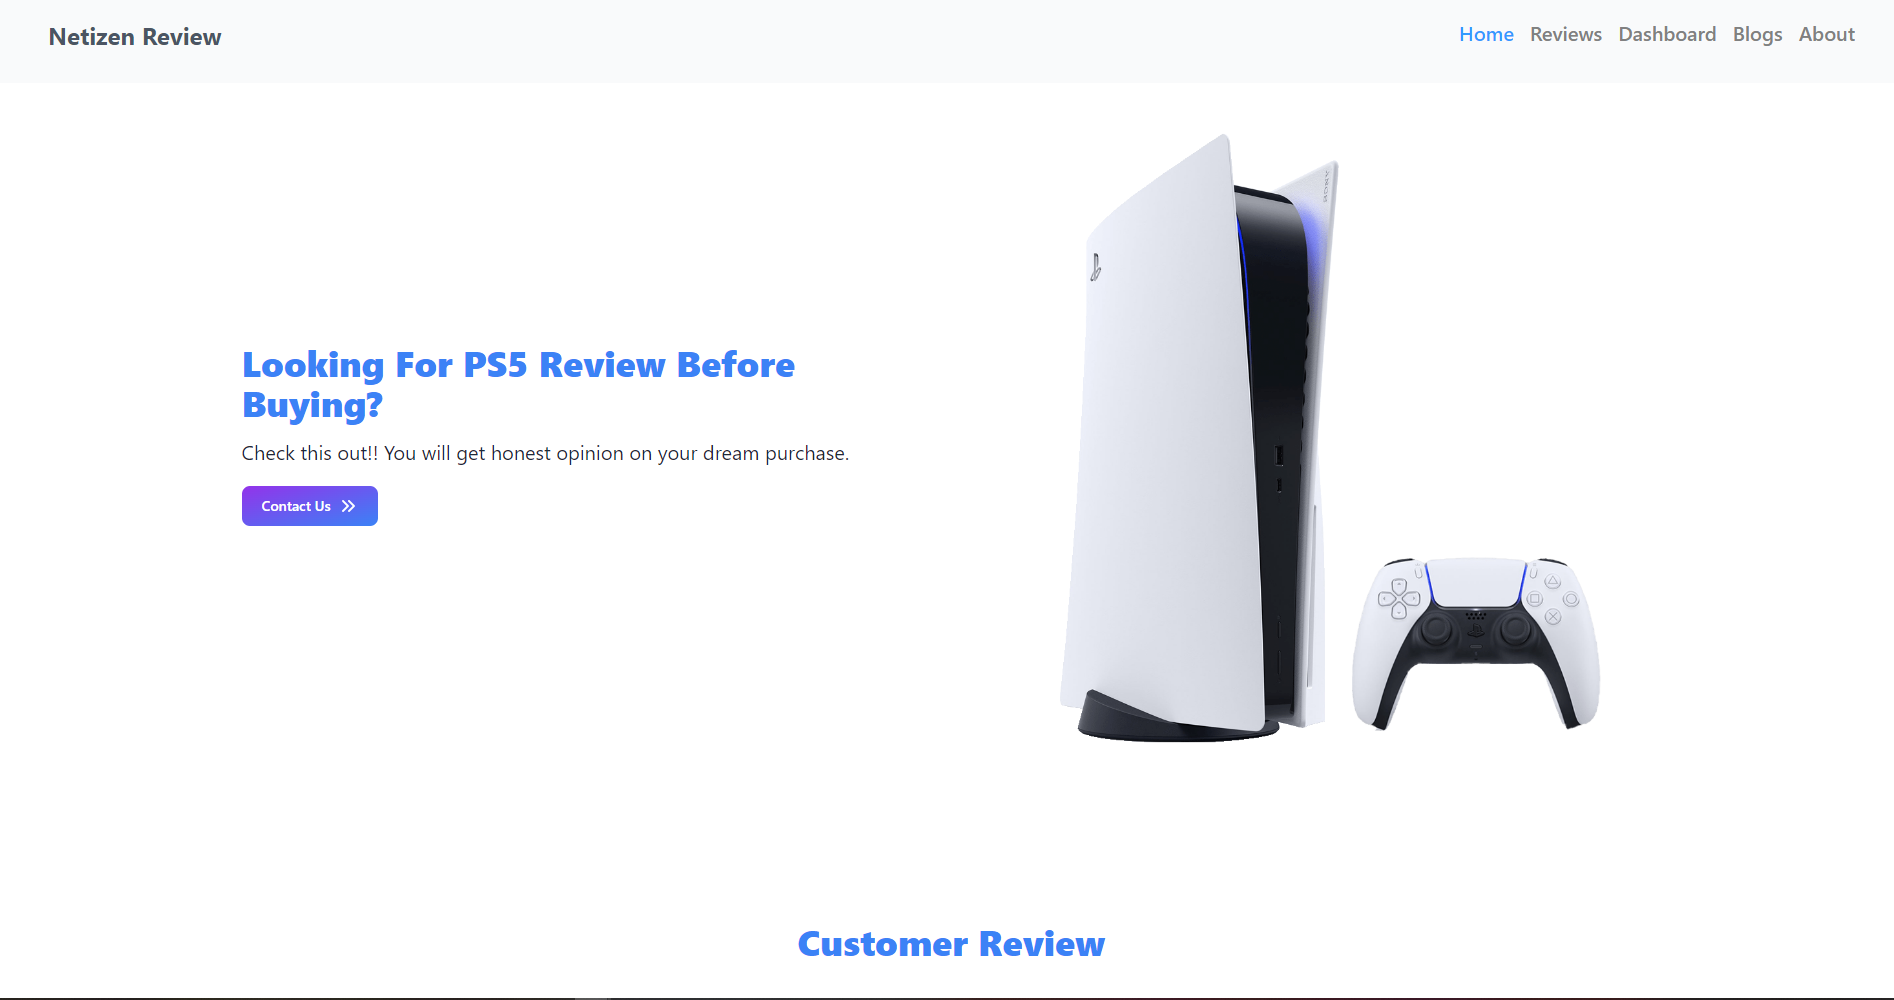 Netizen Review
Home Reviews Dashboard Blogs About
Looking For PS5 Review Before
Buying?
Check this out!! You will get honest opinion on your dream purchase.
Contact Us
Customer Review